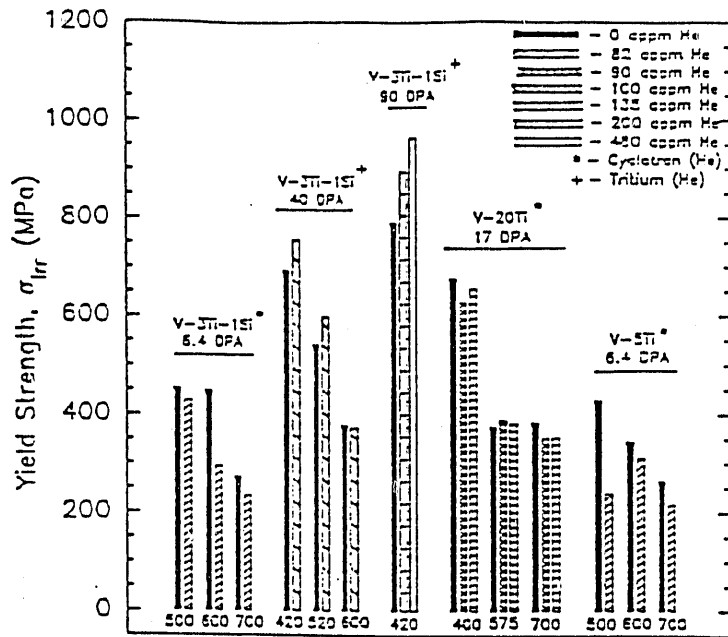 1200
1000
800
600
400
200
0
Yield Strength, σIrr (MPa)
– 0 appm He
– 82 appm He
– 90 appm He
– 100 appm He
– 135 appm He
– 200 appm He
– 480 appm He
* – Cyclotron (He)
+ – Tritium (He)
V–3Ti–1Si+
90 DPA
V–3Ti–1Si+
40 DPA
V–20Ti*
17 DPA
V–3Ti–1Si*
6.4 DPA
V–5Ti*
6.4 DPA
500 600 700 420 520 600 420 400 575 700 500 600 700